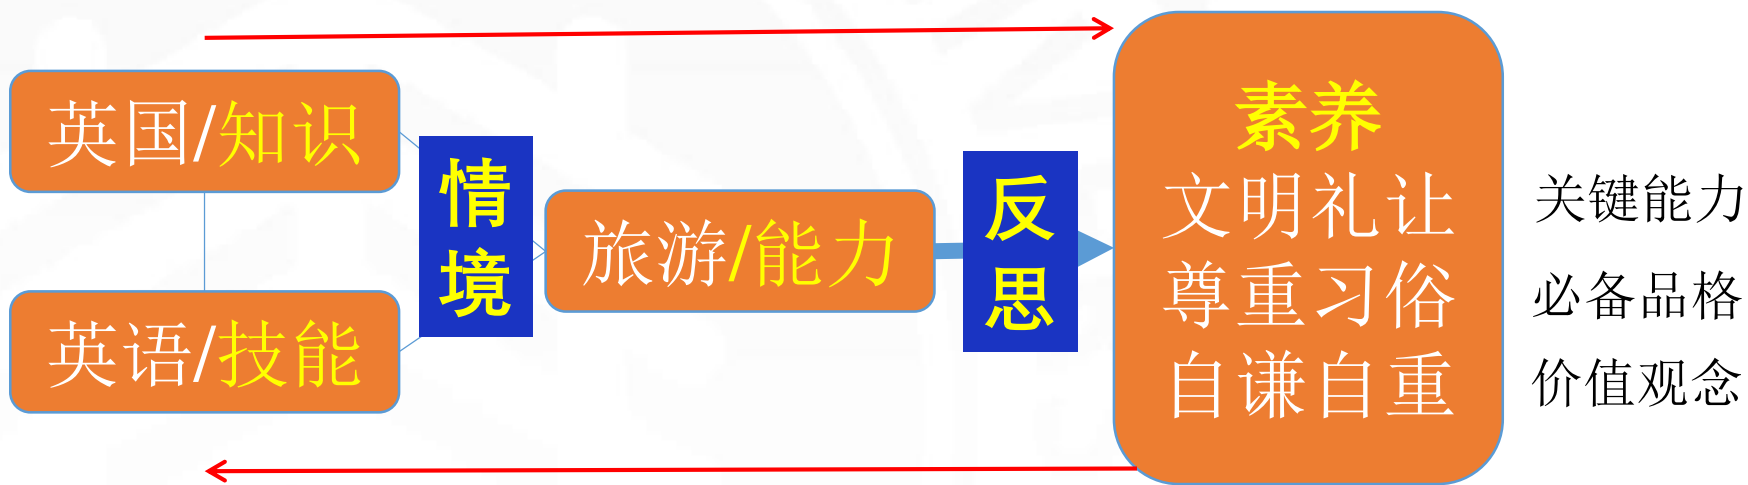 英国/知识
英语/技能
情境
旅游/能力
反思
素养
文明礼让
尊重习俗
自谦自重
关键能力
必备品格
价值观念